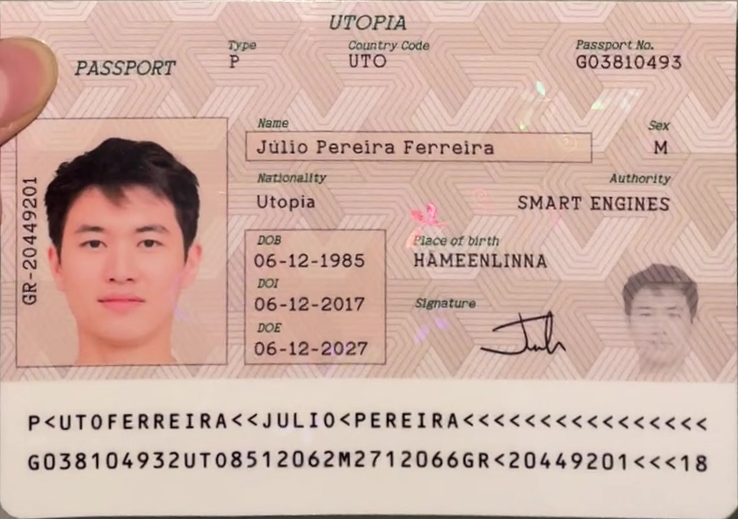 UTOPIA
PASSPORT
Type
P
Country Code
UTO
Passport No.
G03810493
Name
Júlio Pereira Ferreira
Sex
M
Nationality
Utopia
Authority
SMART ENGINES
GR-20449201
DOB
06-12-1985
Place of birth
HÄMEENLINNA
DOI
06-12-2017
Signature
DOE
06-12-2027
P<UTOFERREIRA<<JULIO<PEREIRA<<<<<<<<<<<<<<<<
G038104932UTO8512062M2712066GR<20449201<<<18